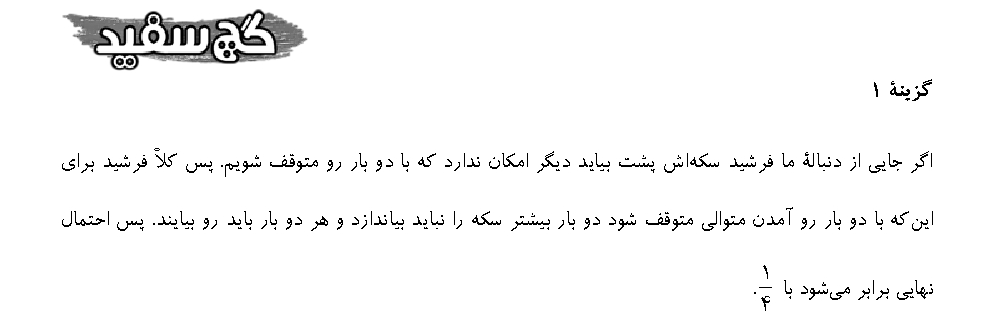 گچ سفید
گزینهٔ ۱
اگر جایی از دنبالهٔ ما فرشید سکه‌اش پشت بیاید دیگر امکان ندارد که با دو بار رو متوقف شویم. پس کلاً فرشید برای
این‌که با دو بار رو آمدن متوالی متوقف شود دو بار بیشتر سکه را نباید بیاندازد و هر دو بار باید رو بیایند. پس احتمال
نهایی برابر می‌شود با ۱/۴.